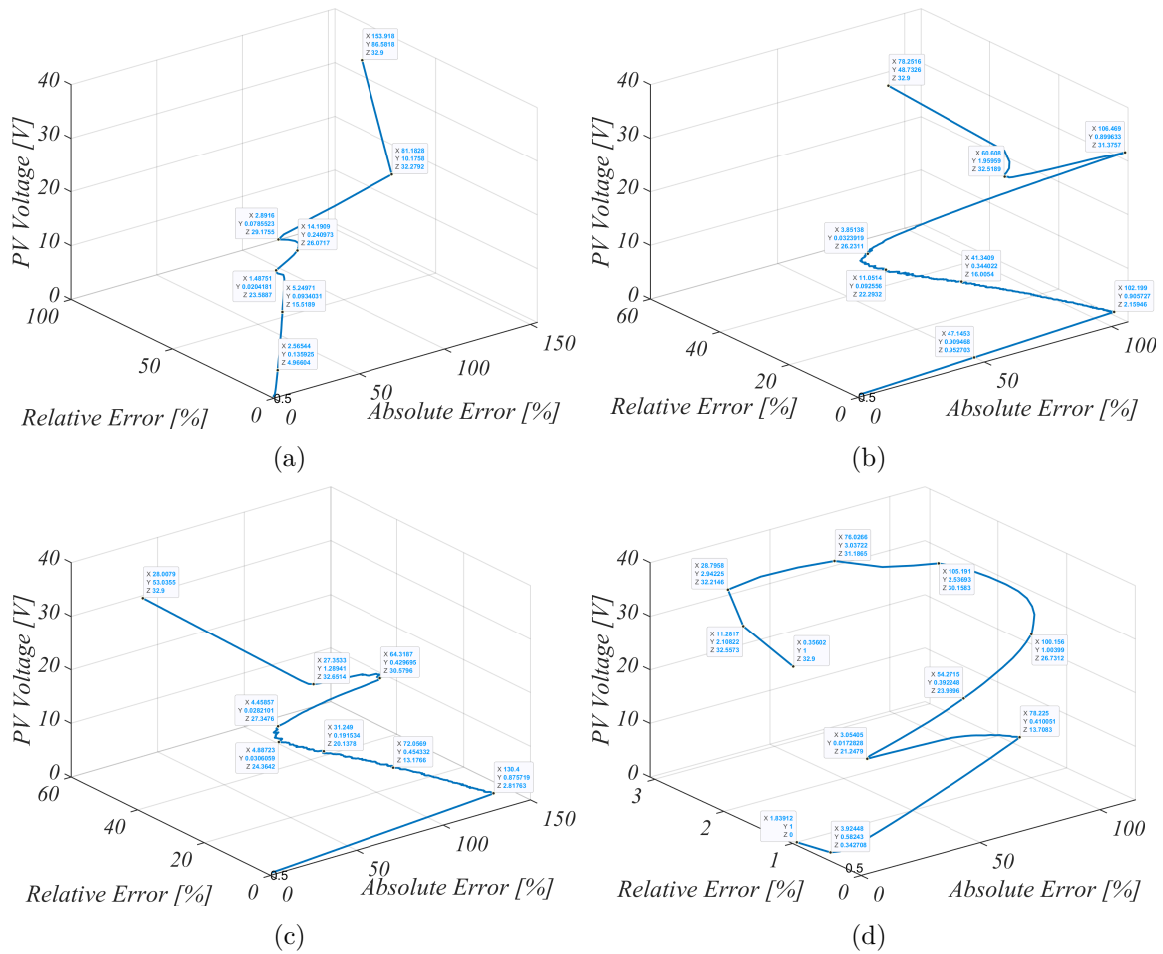 X 153.918
Y 86.5818
Z 32.9
X 81.1828
Y 10.1758
Z 32.2792
X 2.8916
Y 0.0785523
Z 29.1755
X 14.1909
Y 0.240973
Z 26.0717
X 1.48751
Y 0.0204181
Z 23.5887
X 5.24971
Y 0.0934031
Z 15.5189
X 2.56544
Y 0.135925
Z 4.96604
PV Voltage [V]
40
30
20
10
0
100
50
0
0.5
0
50
100
150
Relative Error [%]
Absolute Error [%]
(a)
X 78.2516
Y 48.7326
Z 32.9
X 106.469
Y 0.899633
Z 31.3757
X 60.608
Y 1.95959
Z 32.5189
X 3.85138
Y 0.0323919
Z 26.2311
X 11.0514
Y 0.092556
Z 22.2932
X 41.3409
Y 0.344022
Z 16.0054
X 102.199
Y 0.905727
Z 2.15946
X 47.1453
Y 0.909468
Z 0.952703
PV Voltage [V]
40
30
20
10
0
60
40
20
0
0.5
0
50
100
Relative Error [%]
Absolute Error [%]
(b)
X 28.0079
Y 53.0355
Z 32.9
X 27.3533
Y 1.28941
Z 32.6514
X 64.3187
Y 0.429695
Z 30.5796
X 4.45857
Y 0.0282101
Z 27.3476
X 4.88723
Y 0.0306059
Z 24.3642
X 31.249
Y 0.191534
Z 20.1378
X 72.0569
Y 0.454332
Z 13.1766
X 130.4
Y 0.875719
Z 2.81763
PV Voltage [V]
40
30
20
10
0
60
40
20
0
0.5
0
50
100
150
Relative Error [%]
Absolute Error [%]
(c)
X 76.0266
Y 3.03722
Z 31.1865
X 28.7958
Y 2.94225
Z 32.2146
X 105.191
Y 2.53693
Z 30.1583
X 11.2617
Y 2.10822
Z 32.5573
X 0.35602
Y 1
Z 32.9
X 100.156
Y 1.00399
Z 26.7312
X 54.2715
Y 0.392248
Z 23.9896
X 78.225
Y 0.410051
Z 13.7083
X 3.05405
Y 0.0172828
Z 21.2479
X 1.83912
Y 1
Z 0
X 3.92448
Y 0.58243
Z 0.342708
PV Voltage [V]
40
30
20
10
0
3
2
1
0
0.5
0
50
100
Relative Error [%]
Absolute Error [%]
(d)